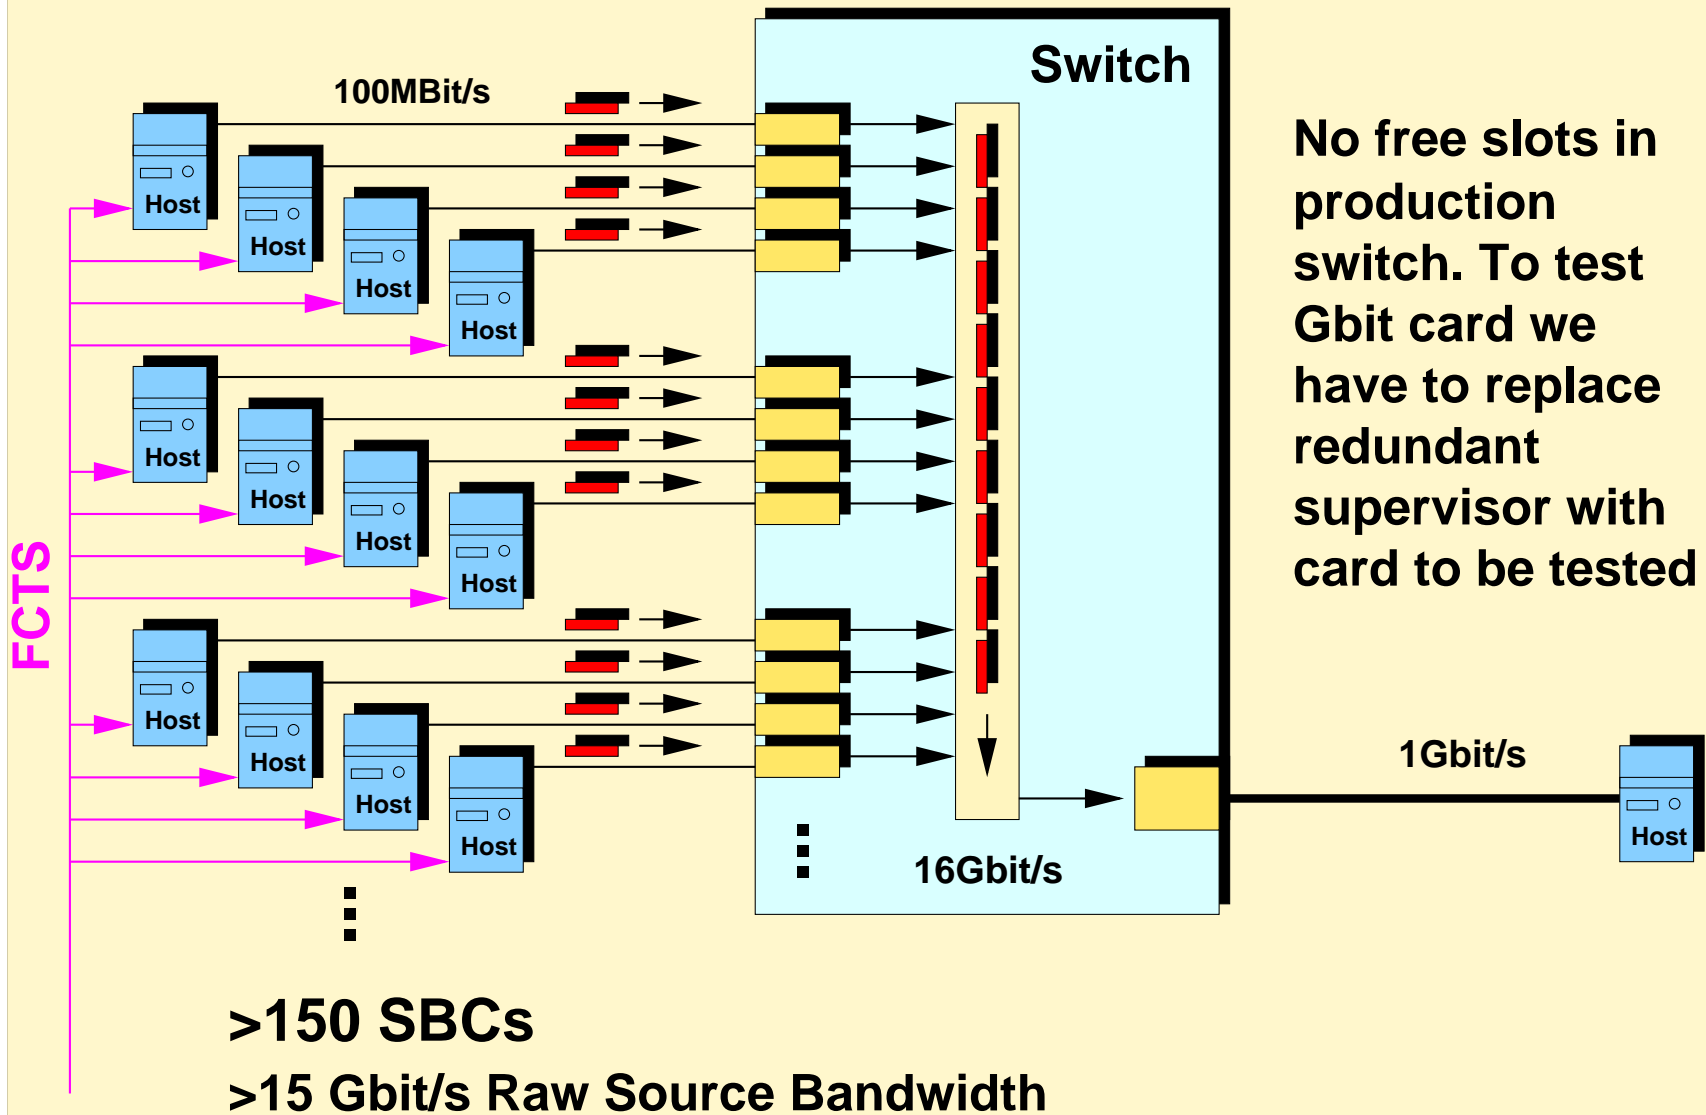 Switch
100MBit/s
Host
Host
Host
Host
Host
Host
Host
Host
Host
Host
Host
Host
FCTS
No free slots in
production
switch. To test
Gbit card we
have to replace
redundant
supervisor with
card to be tested
1Gbit/s
Host
16Gbit/s
>150 SBCs
>15 Gbit/s Raw Source Bandwidth